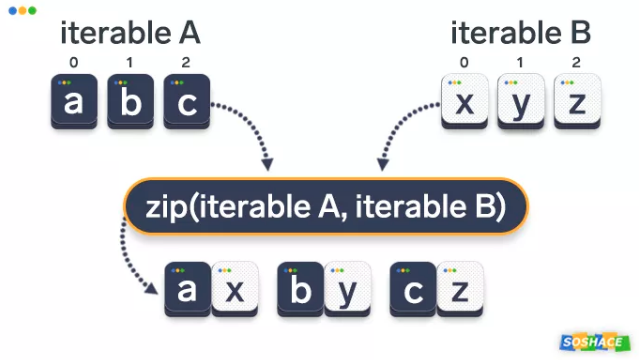 iterable A
0 1 2
a b c
iterable B
0 1 2
x y z
zip(iterable A, iterable B)
a x b y c z
SOSHACE